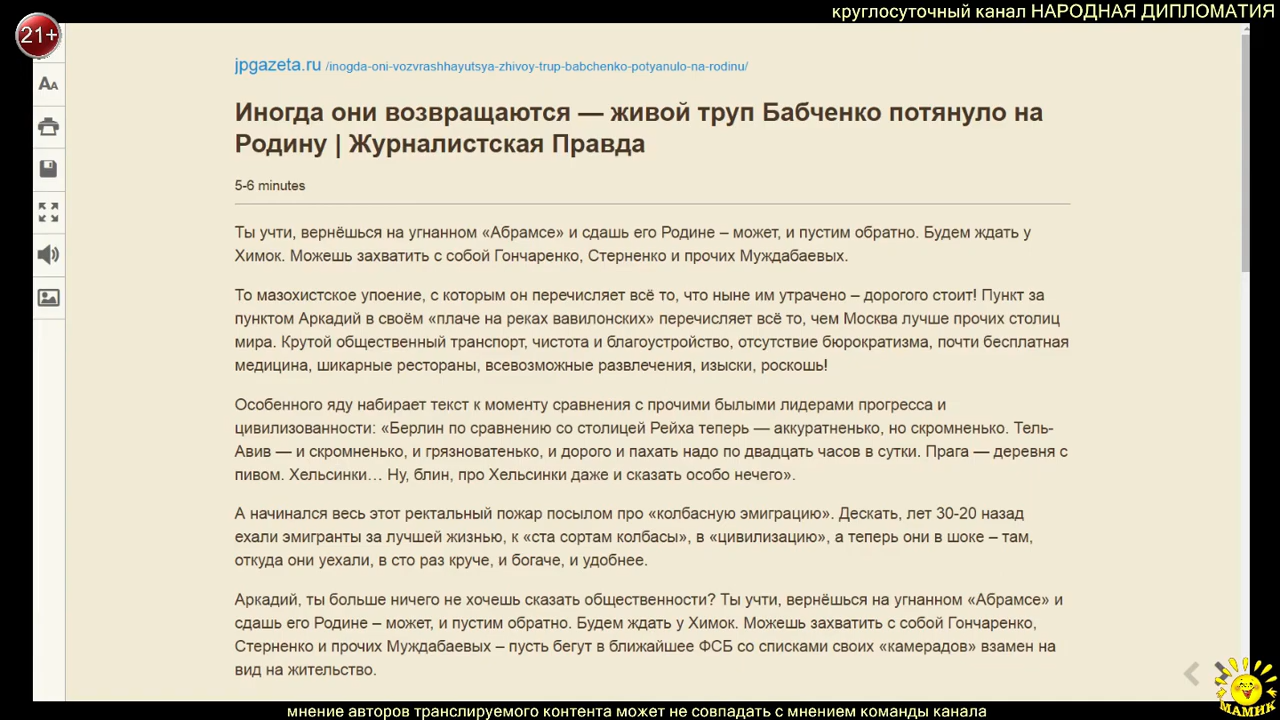 круглосуточный канал НАРОДНАЯ ДИПЛОМАТИЯ
21+
jpgazeta.ru /inogda-oni-vozvrashhayutsya-zhivoy-trup-babchenko-potyanulo-na-rodinu/
AA
Иногда они возвращаются — живой труп Бабченко потянуло на
Родину | Журналистская Правда
5-6 minutes
Ты учти, вернёшься на угнанном «Абрамсе» и сдашь его Родине – может, и пустим обратно. Будем ждать у
Химок. Можешь захватить с собой Гончаренко, Стерненко и прочих Муждабаевых.
То мазохистское упоение, с которым он перечисляет всё то, что ныне им утрачено – дорогого стоит! Пункт за
пунктом Аркадий в своём «плаче на реках вавилонских» перечисляет всё то, чем Москва лучше прочих столиц
мира. Крутой общественный транспорт, чистота и благоустройство, отсутствие бюрократизма, почти бесплатная
медицина, шикарные рестораны, всевозможные развлечения, изыски, роскошь!
Особенного яду набирает текст к моменту сравнения с прочими былыми лидерами прогресса и
цивилизованности: «Берлин по сравнению со столицей Рейха теперь — аккуратненько, но скромненько. Тель-
Авив — и скромненько, и грязноватенько, и дорого и пахать надо по двадцать часов в сутки. Прага — деревня с
пивом. Хельсинки… Ну, блин, про Хельсинки даже и сказать особо нечего».
А начинался весь этот ректальный пожар посылом про «колбасную эмиграцию». Дескать, лет 30-20 назад
ехали эмигранты за лучшей жизнью, к «ста сортам колбасы», в «цивилизацию», а теперь они в шоке – там,
откуда они уехали, в сто раз круче, и богаче, и удобнее.
Аркадий, ты больше ничего не хочешь сказать общественности? Ты учти, вернёшься на угнанном «Абрамсе» и
сдашь его Родине – может, и пустим обратно. Будем ждать у Химок. Можешь захватить с собой Гончаренко,
Стерненко и прочих Муждабаевых – пусть бегут в ближайшее ФСБ со списками своих «камерадов» взамен на
вид на жительство.
МАМИК
мнение авторов транслируемого контента может не совпадать с мнением команды канала